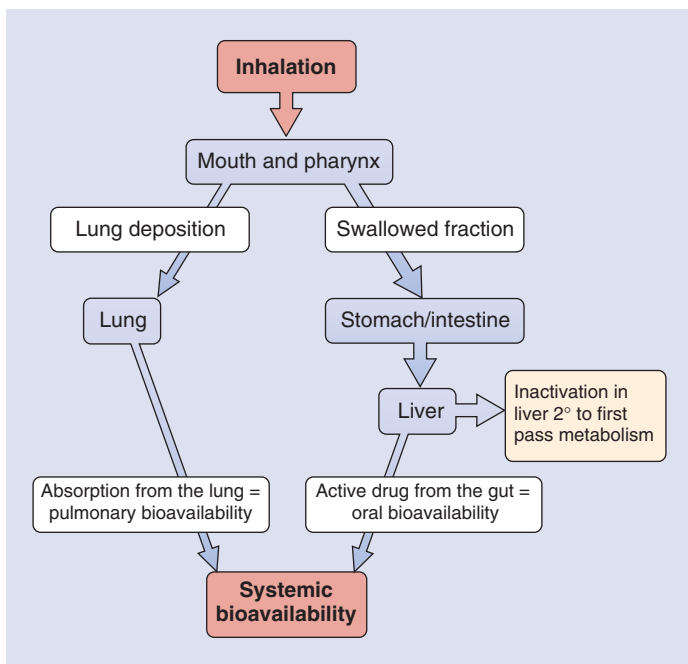 Inhalation
Mouth and pharynx
Lung deposition
Swallowed fraction
Lung
Stomach/intestine
Liver
Inactivation in
liver 2° to first
pass metabolism
Absorption from the lung =
pulmonary bioavailability
Active drug from the gut =
oral bioavailability
Systemic
bioavailability